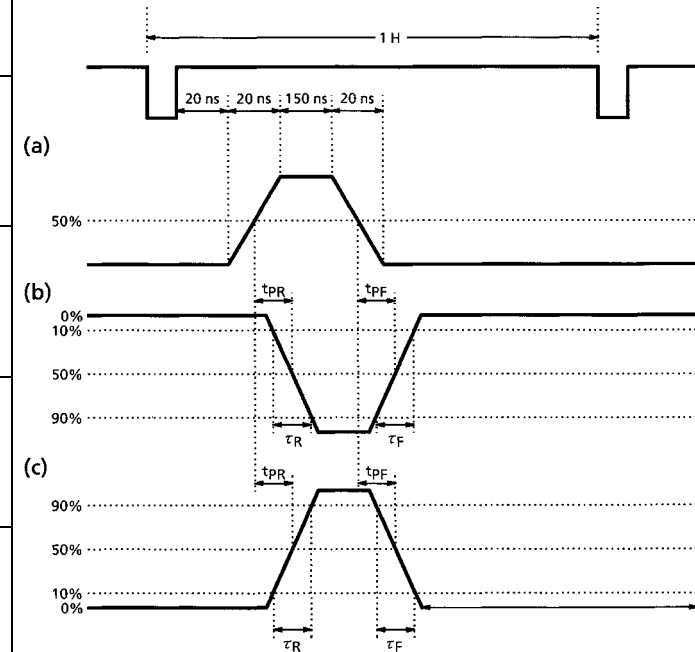 1 H
20 ns 20 ns 150 ns 20 ns
(a)
50%
(b)
tPR tPF
0%
10%
50%
90%
τR τF
(c)
tPR tPF
90%
50%
10%
0%
τR τF